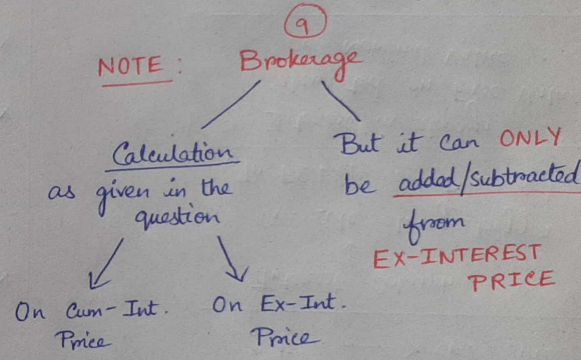 9
NOTE: Brokerage
Calculation
as given in the
question
But it can ONLY
be added/subtracted
from
EX-INTEREST
PRICE
On Cum-Int.
Price
On Ex-Int.
Price